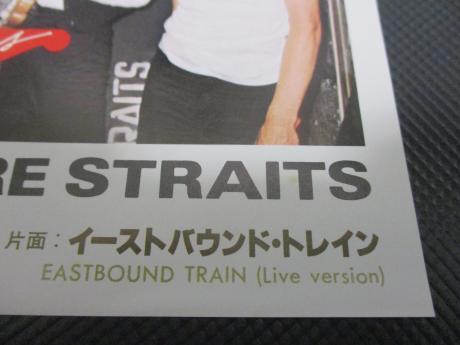 RAITS
RE STRAITS
片面：イーストバウンド・トレイン
EASTBOUND TRAIN (Live version)